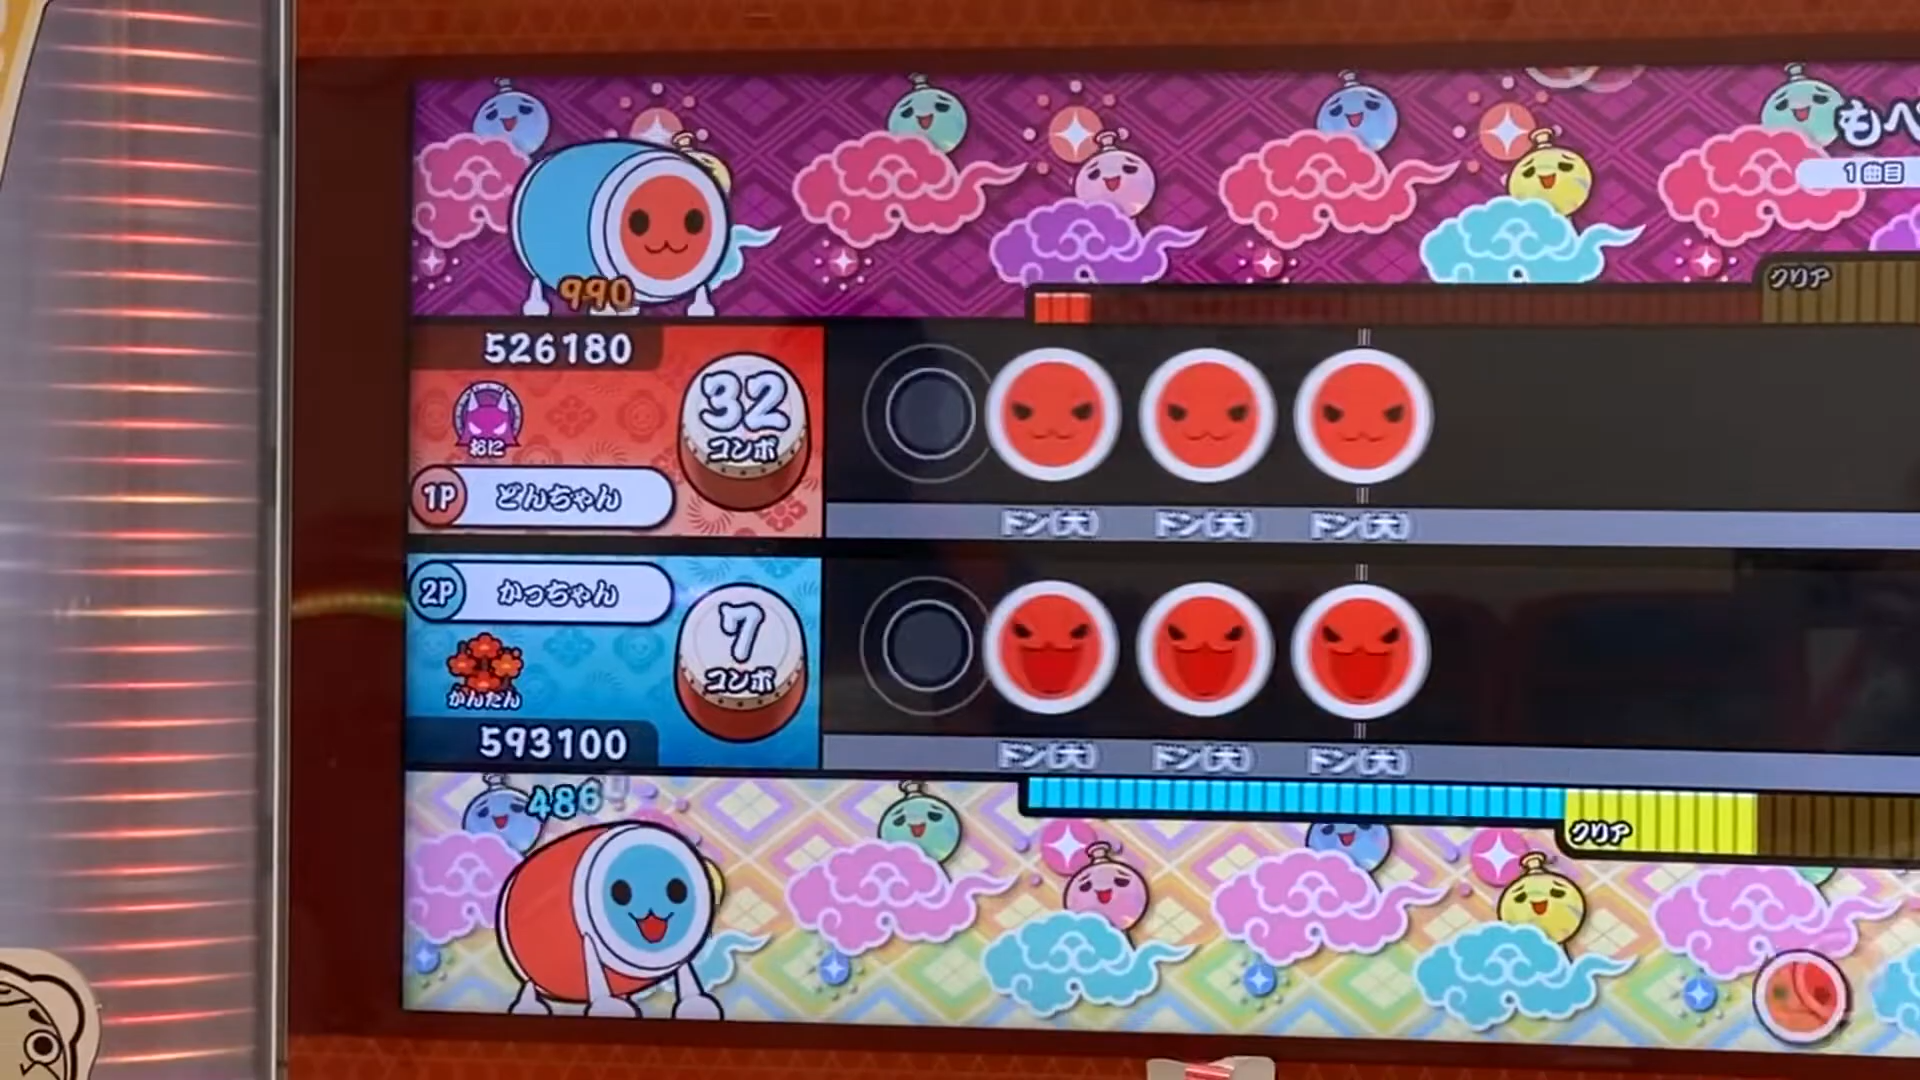 もペ
1曲目
990
クリア
526180
32
コンボ
おに
1P どんちゃん
ドン(大) ドン(大) ドン(大)
2P かっちゃん
7
コンボ
かんたん
593100
ドン(大) ドン(大) ドン(大)
486
クリア